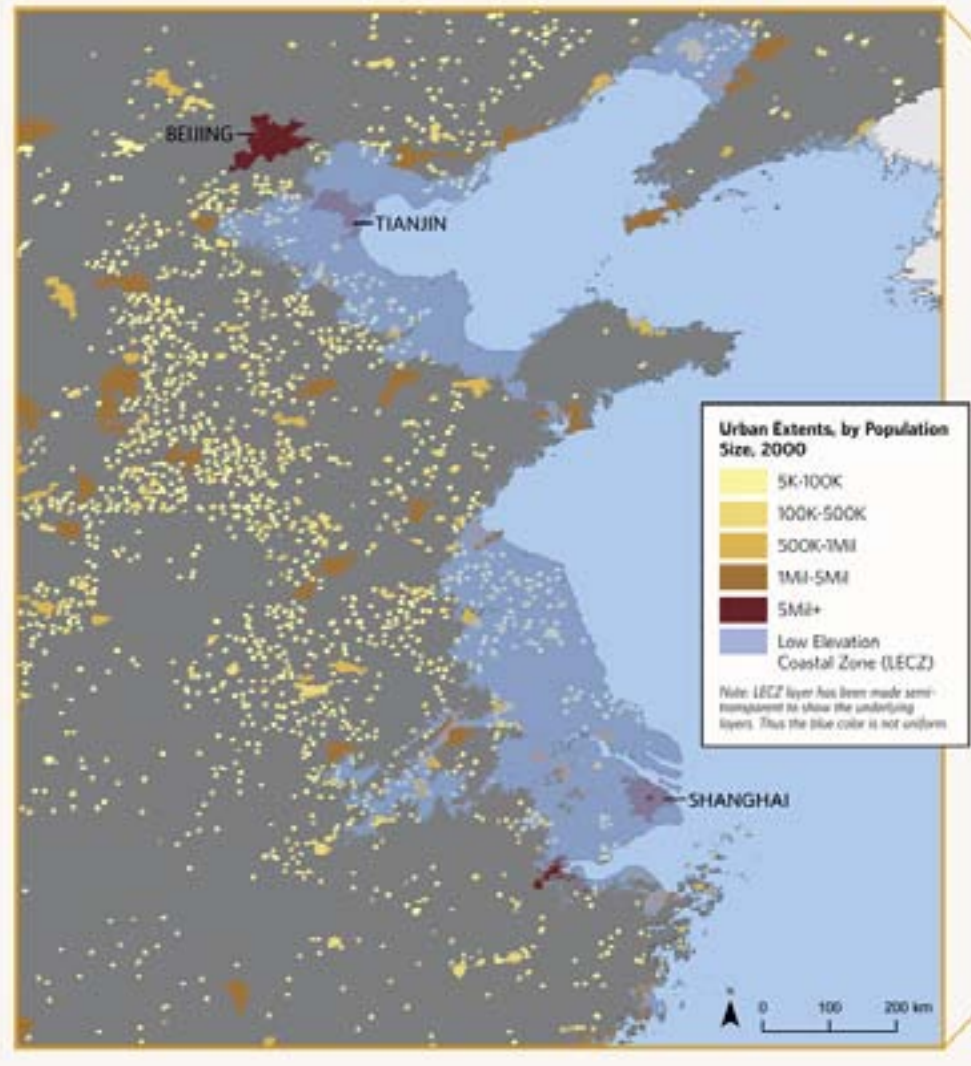 BEIJING
TIANJIN
Urban Extents, by Population
Size, 2000
5K-100K
100K-500K
500K-1Mil
1Mil-5Mil
5Mil+
Low Elevation
Coastal Zone (LECZ)
Note: LECZ layer has been made semi-
transparent to show the underlying
layers. Thus the blue color is not uniform
SHANGHAI
N
0 100 200 km